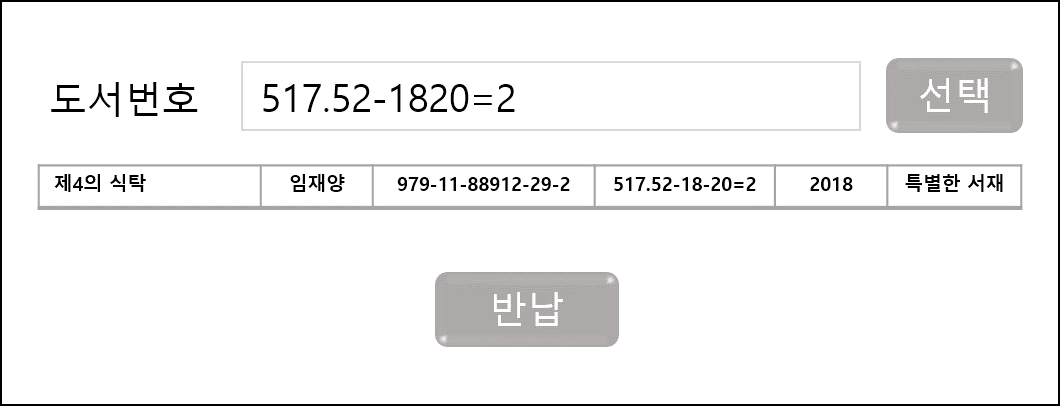 도서번호 517.52-1820=2 선택
제4의 식탁 임재양 979-11-88912-29-2 517.52-18-20=2 2018 특별한 서재
반납